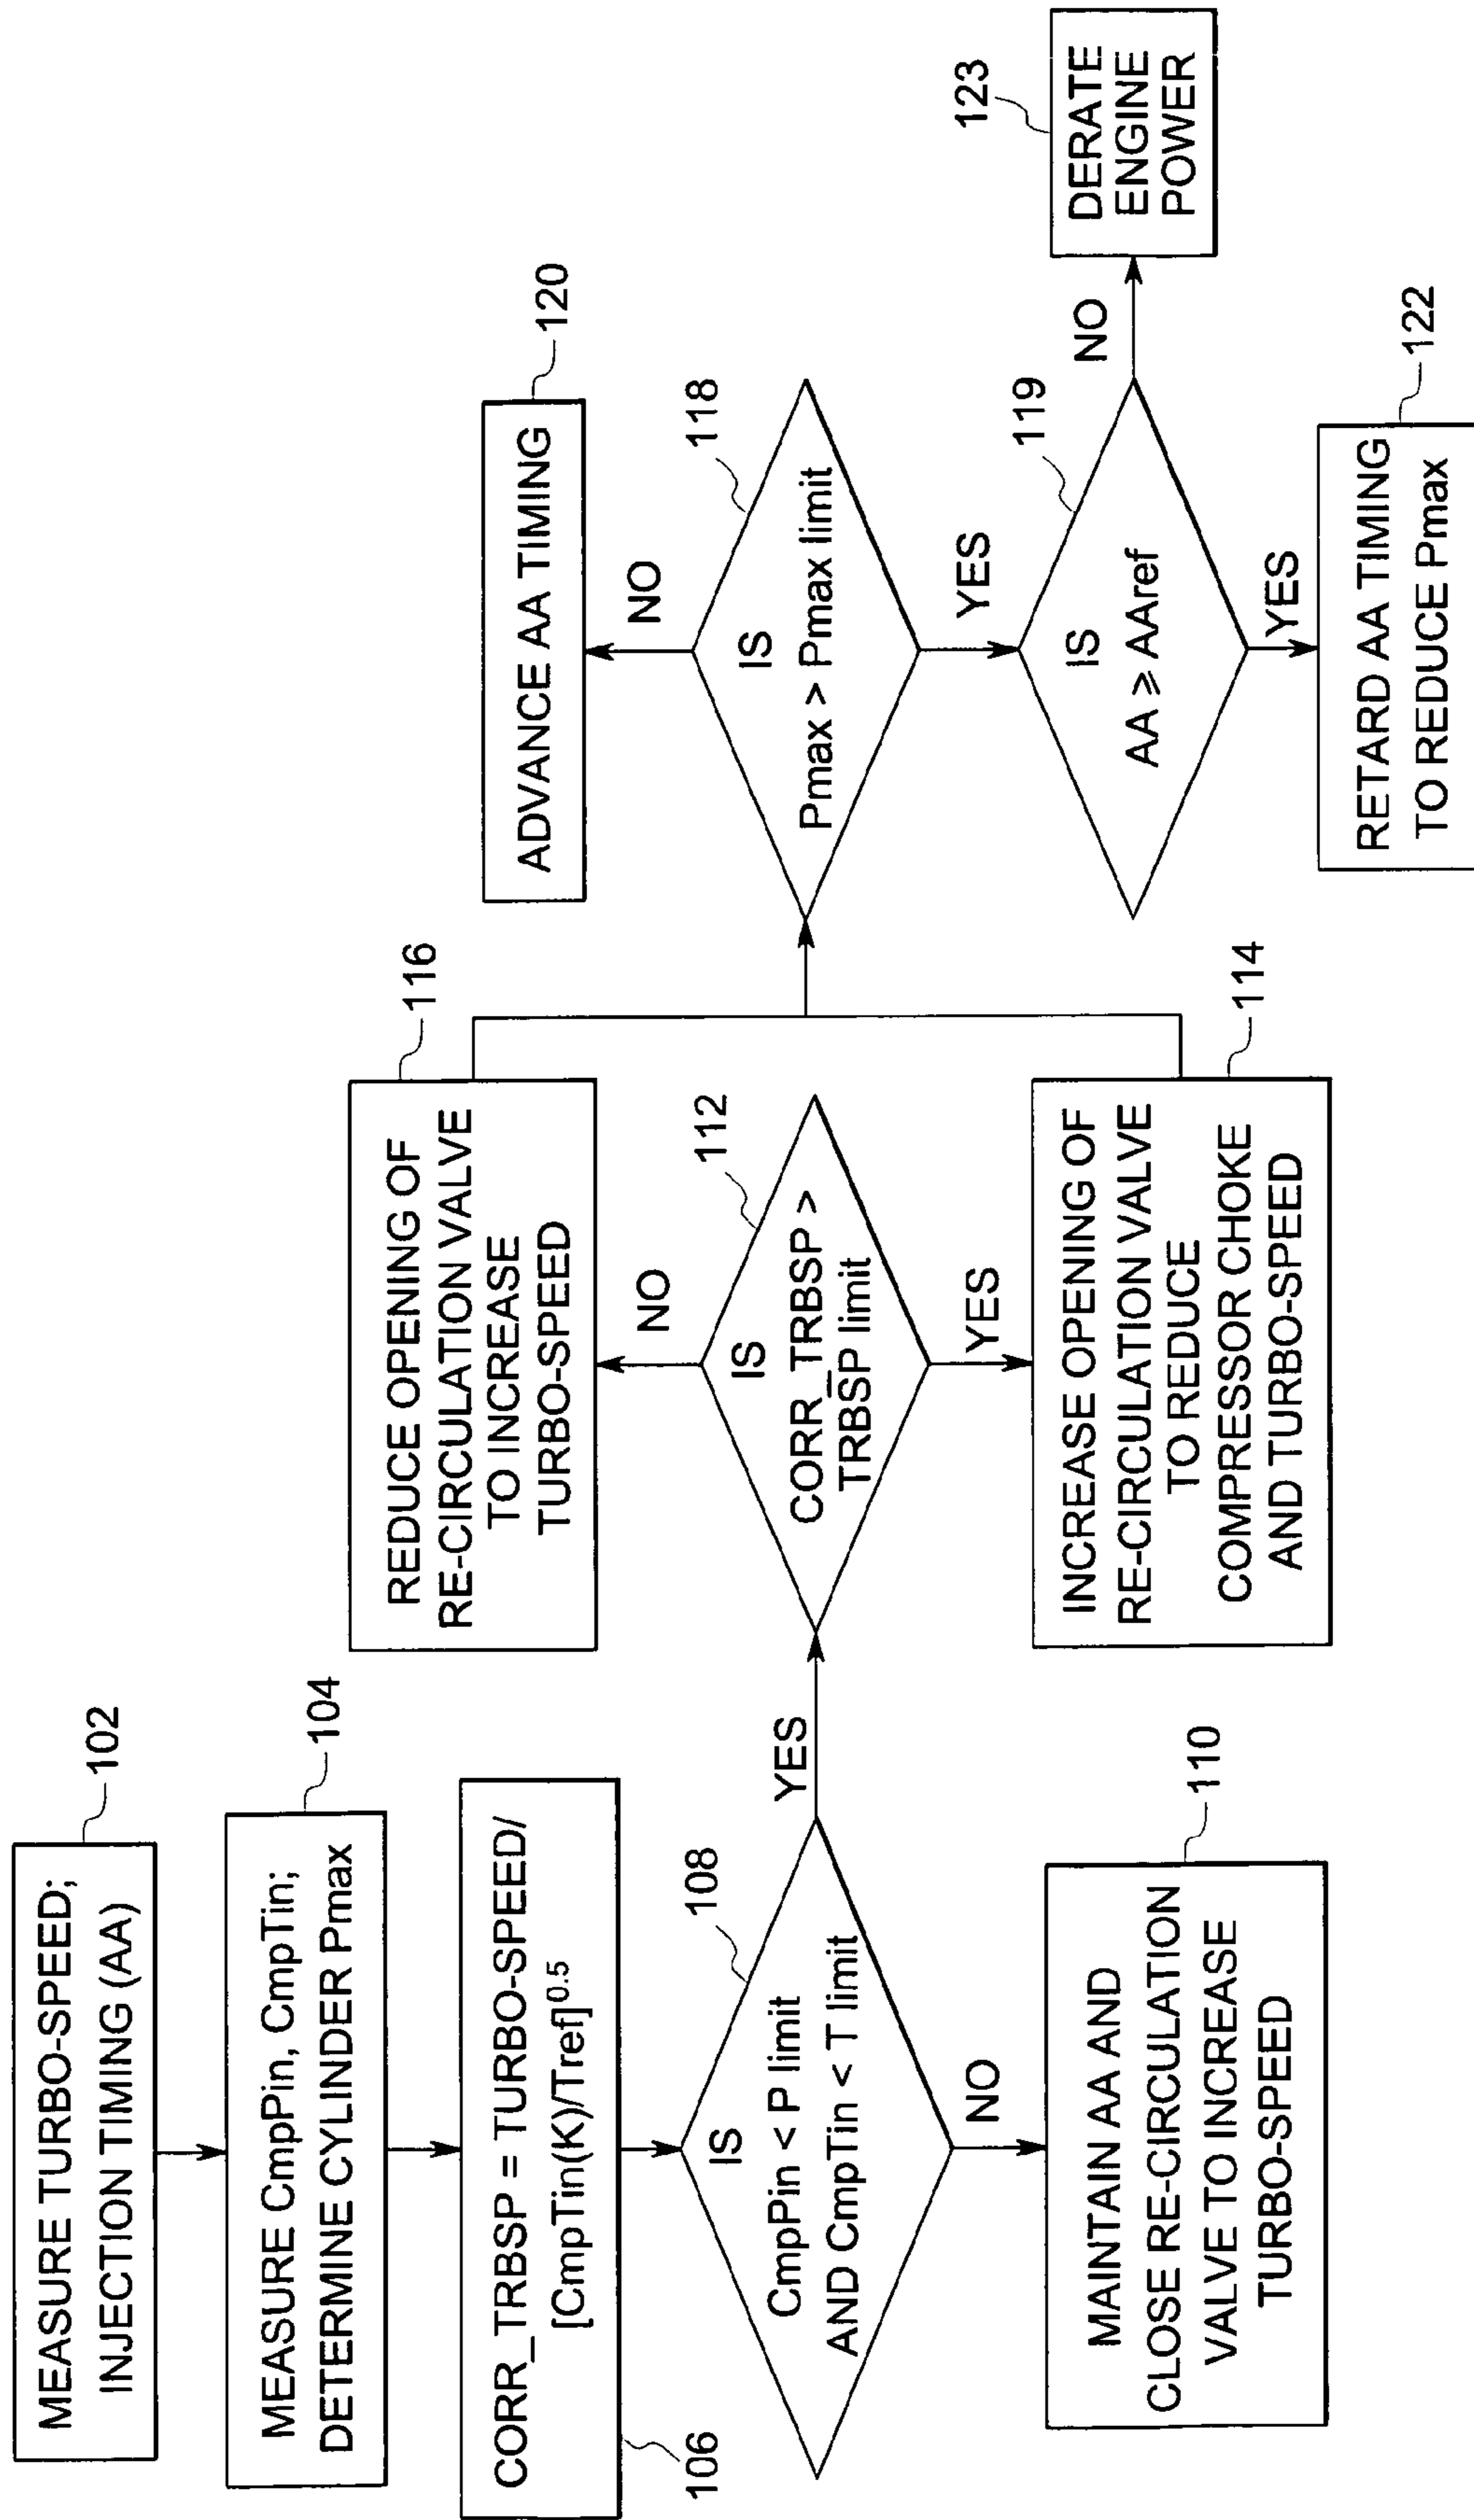 MEASURE TURBO-SPEED;
INJECTION TIMING (AA)
102
MEASURE CmpPin, CmpTin;
DETERMINE CYLINDER Pmax
104
CORR_TRBSP = TURBO-SPEED/
[CmpTin(K)/Tref]^0.5
106
IS
CmpPin < P limit
AND CmpTin < T limit
108
NO
MAINTAIN AA AND
CLOSE RE-CIRCULATION
VALVE TO INCREASE
TURBO-SPEED
110
YES
IS
CORR_TRBSP >
TRBSP limit
112
NO
REDUCE OPENING OF
RE-CIRCULATION VALVE
TO INCREASE
TURBO-SPEED
116
YES
INCREASE OPENING OF
RE-CIRCULATION VALVE
TO REDUCE
COMPRESSOR CHOKE
AND TURBO-SPEED
114
IS
Pmax > Pmax limit
118
NO
ADVANCE AA TIMING
120
YES
IS
AA ⩾ AAref
119
NO
DERATE
ENGINE
POWER
123
YES
RETARD AA TIMING
TO REDUCE Pmax
122